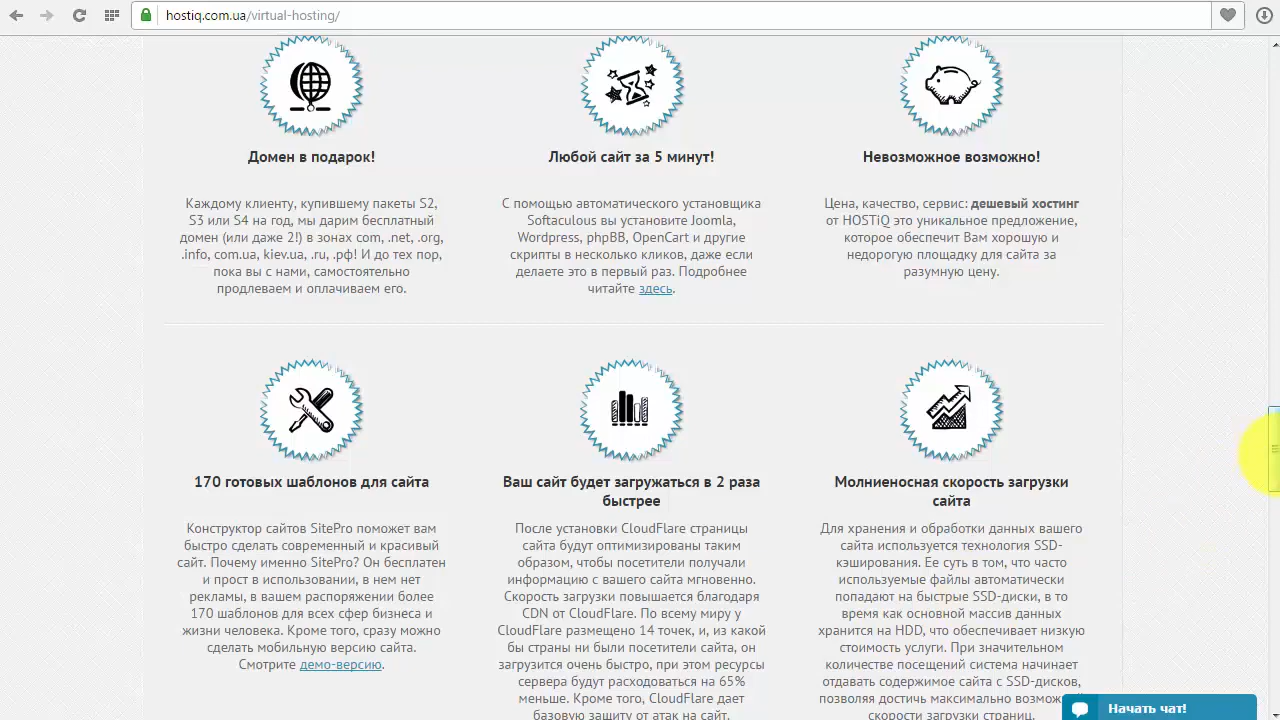 hostiq.com.ua/virtual-hosting/
Домен в подарок!
Каждому клиенту, купившему пакеты S2,
S3 или S4 на год, мы дарим бесплатный
домен (или даже 2!) в зонах com, .net, .org,
.info, com.ua, kiev.ua, .ru, .рф! И до тех пор,
пока вы с нами, самостоятельно
продлеваем и оплачиваем его.
Любой сайт за 5 минут!
С помощью автоматического установщика
Softaculous вы установите Joomla,
Wordpress, phpBB, OpenCart и другие
скрипты в несколько кликов, даже если
делаете это в первый раз. Подробнее
читайте здесь.
Невозможное возможно!
Цена, качество, сервис: дешевый хостинг
от HOSTiQ это уникальное предложение,
которое обеспечит Вам хорошую и
недорогую площадку для сайта за
разумную цену.
170 готовых шаблонов для сайта
Конструктор сайтов SitePro поможет вам
быстро сделать современный и красивый
сайт. Почему именно SitePro? Он бесплатен
и прост в использовании, в нем нет
рекламы, в вашем распоряжении более
170 шаблонов для всех сфер бизнеса и
жизни человека. Кроме того, сразу можно
сделать мобильную версию сайта.
Смотрите демо-версию.
Ваш сайт будет загружаться в 2 раза
быстрее
После установки CloudFlare страницы
сайта будут оптимизированы таким
образом, чтобы посетители получали
информацию с вашего сайта мгновенно.
Скорость загрузки повышается благодаря
CDN от CloudFlare. По всему миру у
CloudFlare размещено 14 точек, и, из какой
бы страны ни были посетители сайта, он
загрузится очень быстро, при этом ресурсы
сервера будут расходоваться на 65%
меньше. Кроме того, CloudFlare дает
базовую защиту от атак на сайт.
Молниеносная скорость загрузки
сайта
Для хранения и обработки данных вашего
сайта используется технология SSD-
кэширования. Ее суть в том, что часто
используемые файлы автоматически
попадают на быстрые SSD-диски, в то
время как основной массив данных
хранится на HDD, что обеспечивает низкую
стоимость услуги. При значительном
количестве посещений система начинает
отдавать содержимое сайта с SSD-дисков,
позволяя достичь максимально возмож
скорости загрузки страниц.
Начать чат!